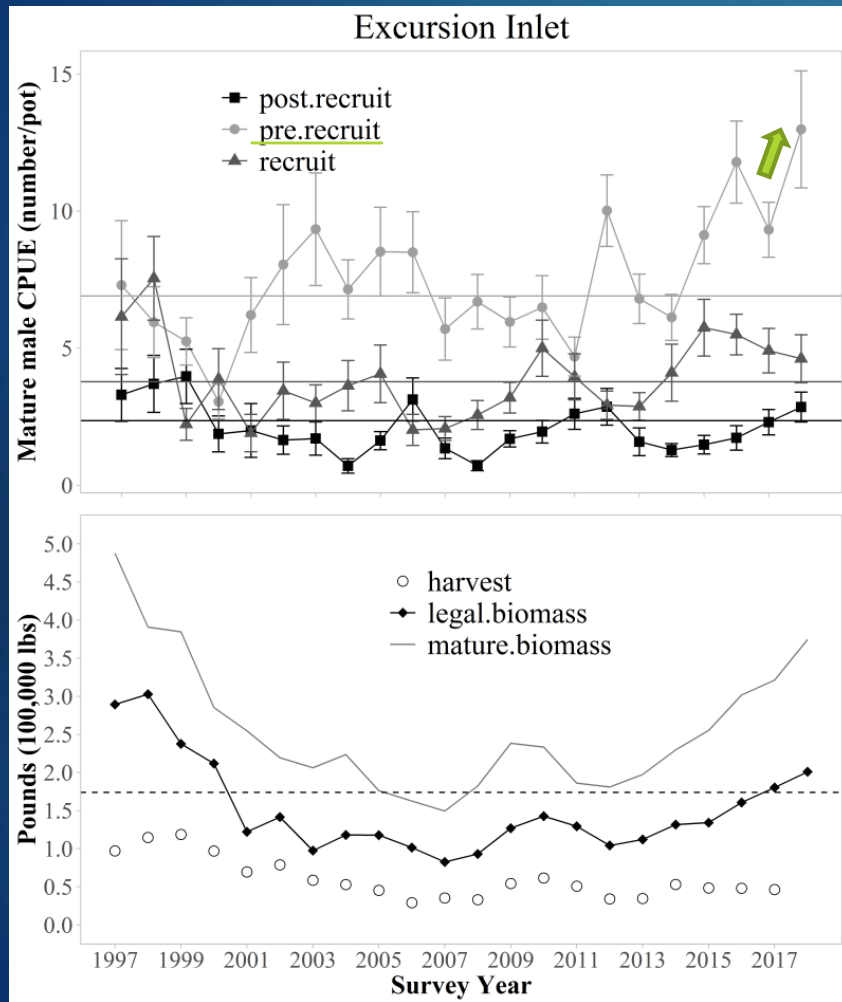 Excursion Inlet
Mature male CPUE (number/pot)
15
10
5
0
post.recruit
pre.recruit
recruit
Pounds (100,000 lbs)
5.0
4.5
4.0
3.5
3.0
2.5
2.0
1.5
1.0
0.5
0.0
harvest
legal.biomass
mature.biomass
1997 1999 2001 2003 2005 2007 2009 2011 2013 2015 2017
Survey Year